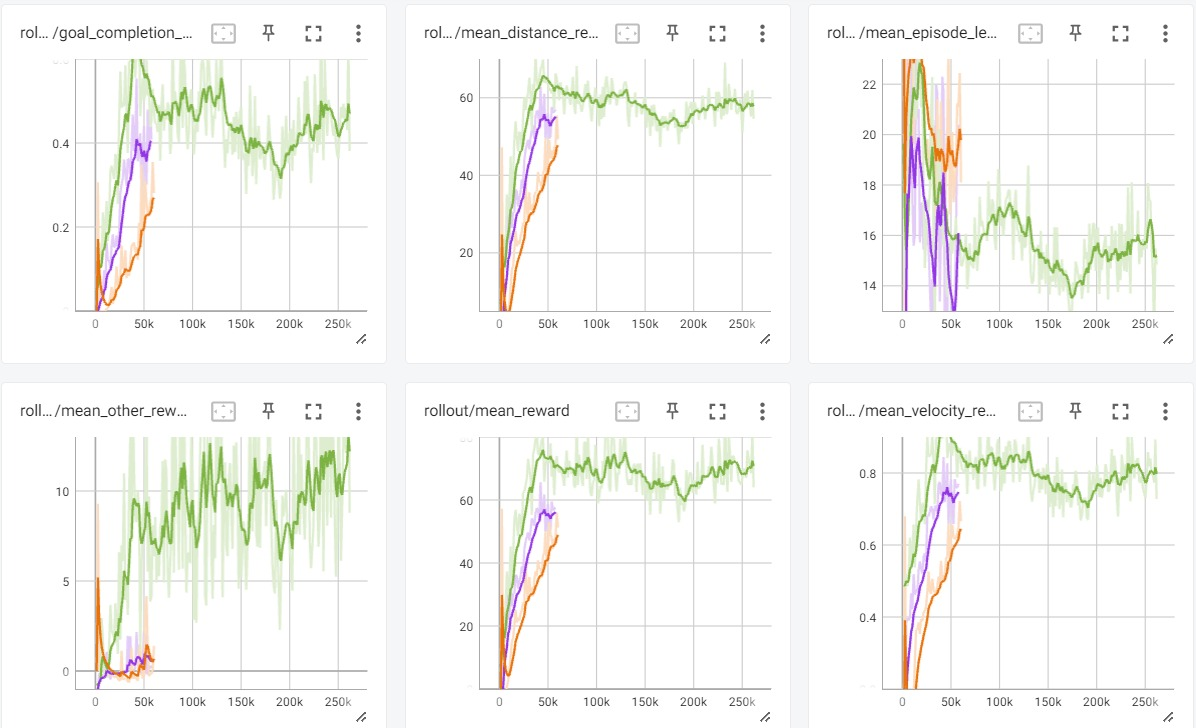 rol... /goal_completion_...
0.4
0.2
0 50k 100k 150k 200k 250k
rol... /mean_distance_re...
60
40
20
0 50k 100k 150k 200k 250k
rol... /mean_episode_le...
22
20
18
16
14
0 50k 100k 150k 200k 250k
roll... /mean_other_rew...
10
5
0
0 50k 100k 150k 200k 250k
rollout/mean_reward
60
40
20
0 50k 100k 150k 200k 250k
rol... /mean_velocity_re...
0.8
0.6
0.4
0 50k 100k 150k 200k 250k